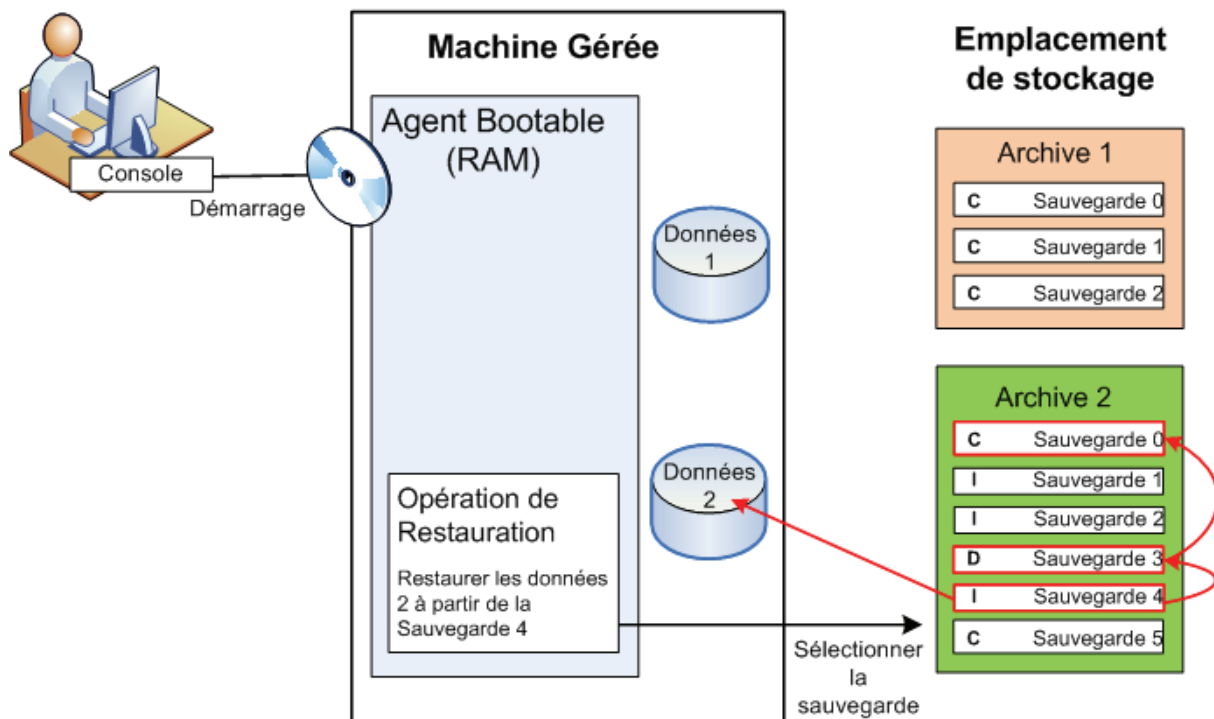 Console
Démarrage
Machine Gérée
Agent Bootable
(RAM)
Données
1
Données
2
Opération de
Restauration
Restaurer les données
2 à partir de la
Sauvegarde 4
Sélectionner
la
sauvegarde
Emplacement
de stockage
Archive 1
C Sauvegarde 0
C Sauvegarde 1
C Sauvegarde 2
Archive 2
C Sauvegarde 0
I Sauvegarde 1
I Sauvegarde 2
D Sauvegarde 3
I Sauvegarde 4
C Sauvegarde 5